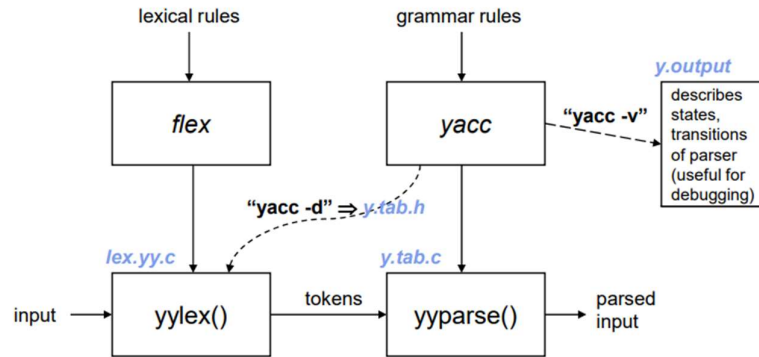 lexical rules
grammar rules
y.output
flex
yacc
“yacc -v”
describes
states,
transitions
of parser
(useful for
debugging)
“yacc -d” ⇒ y.tab.h
lex.yy.c
y.tab.c
input
yylex()
tokens
yyparse()
parsed
input